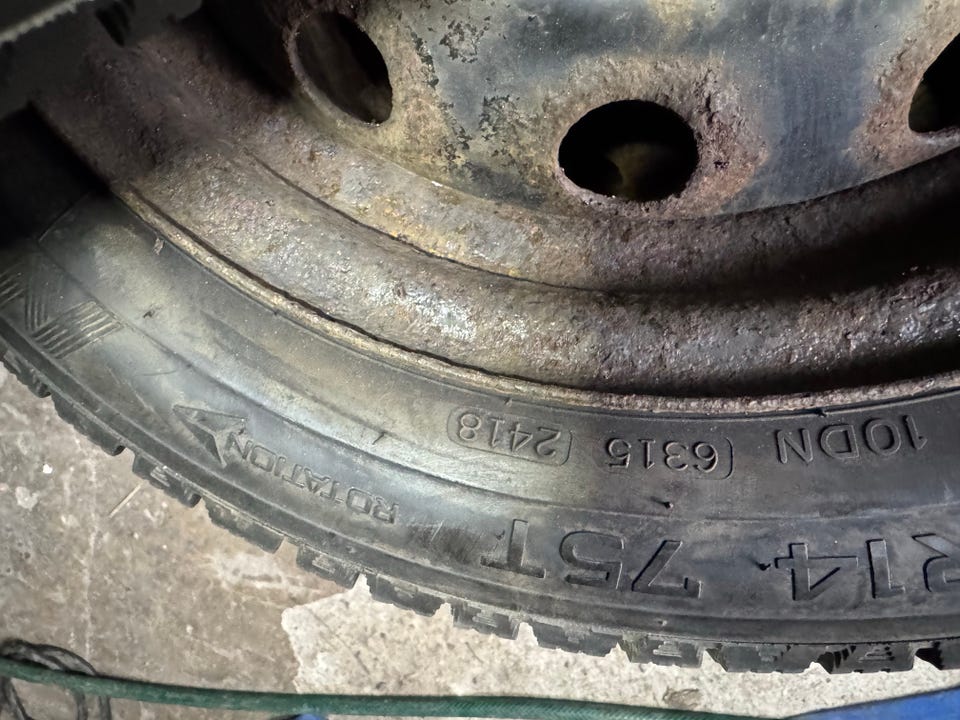 10DN (6315 2418
R14 75T
ROTATION